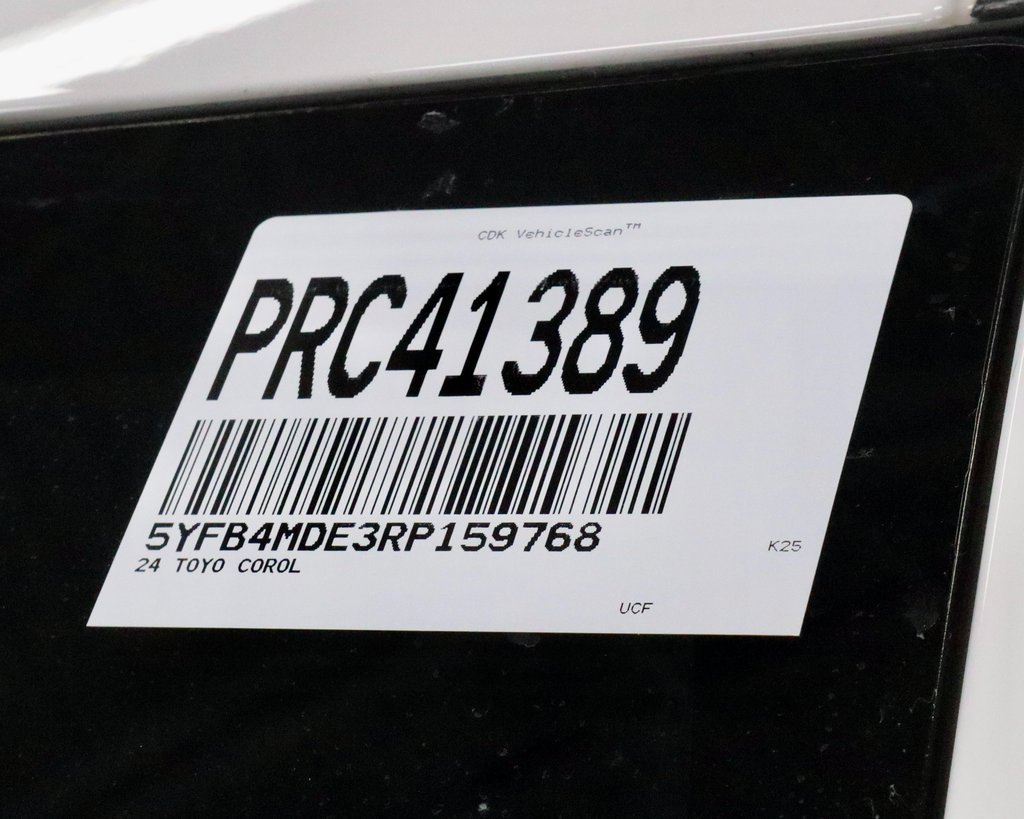 CDK VehicleScan™
PRC41389
5YFB4MDE3RP159768
24 TOYO COROL
K25
UCF